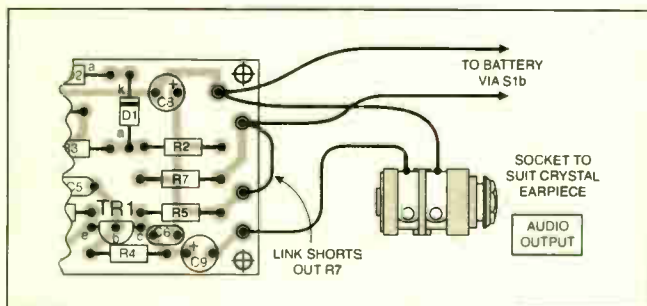 a
k
C8
+
D1
a
R2
R7
C5
R5
TR1
e
b
c
C6
R4
+
C9
TO BATTERY
VIA S1b
SOCKET TO
SUIT CRYSTAL
EARPIECE
AUDIO
OUTPUT
LINK SHORTS
OUT R7